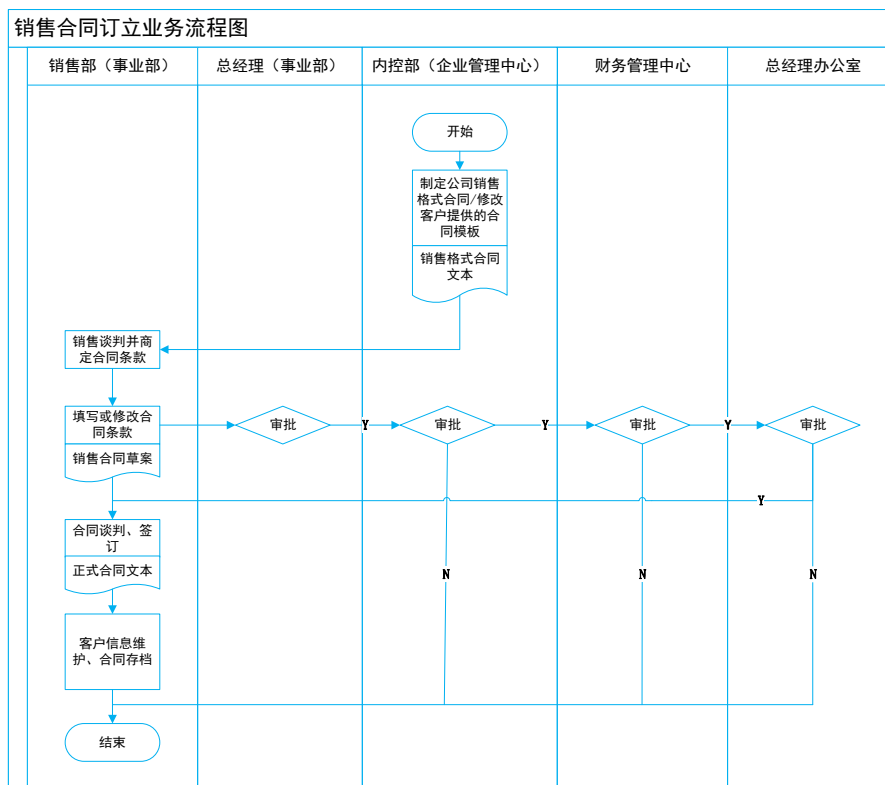 销售合同订立业务流程图
销售部（事业部）
总经理（事业部）
内控部（企业管理中心）
财务管理中心
总经理办公室
开始
制定公司销售
格式合同/修改
客户提供的合
同模板
销售格式合同
文本
销售谈判并商
定合同条款
填写或修改合
同条款
销售合同草案
审批
Y
审批
Y
审批
Y
审批
Y
合同谈判、签
订
正式合同文本
N
N
N
客户信息维
护、合同存档
结束